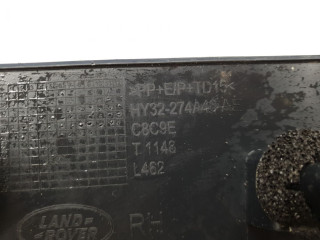 >PP+E/P+TD15<
HY32-274A48-A
C8C9E
T 1148
L462
LAND-
ROVER
RH